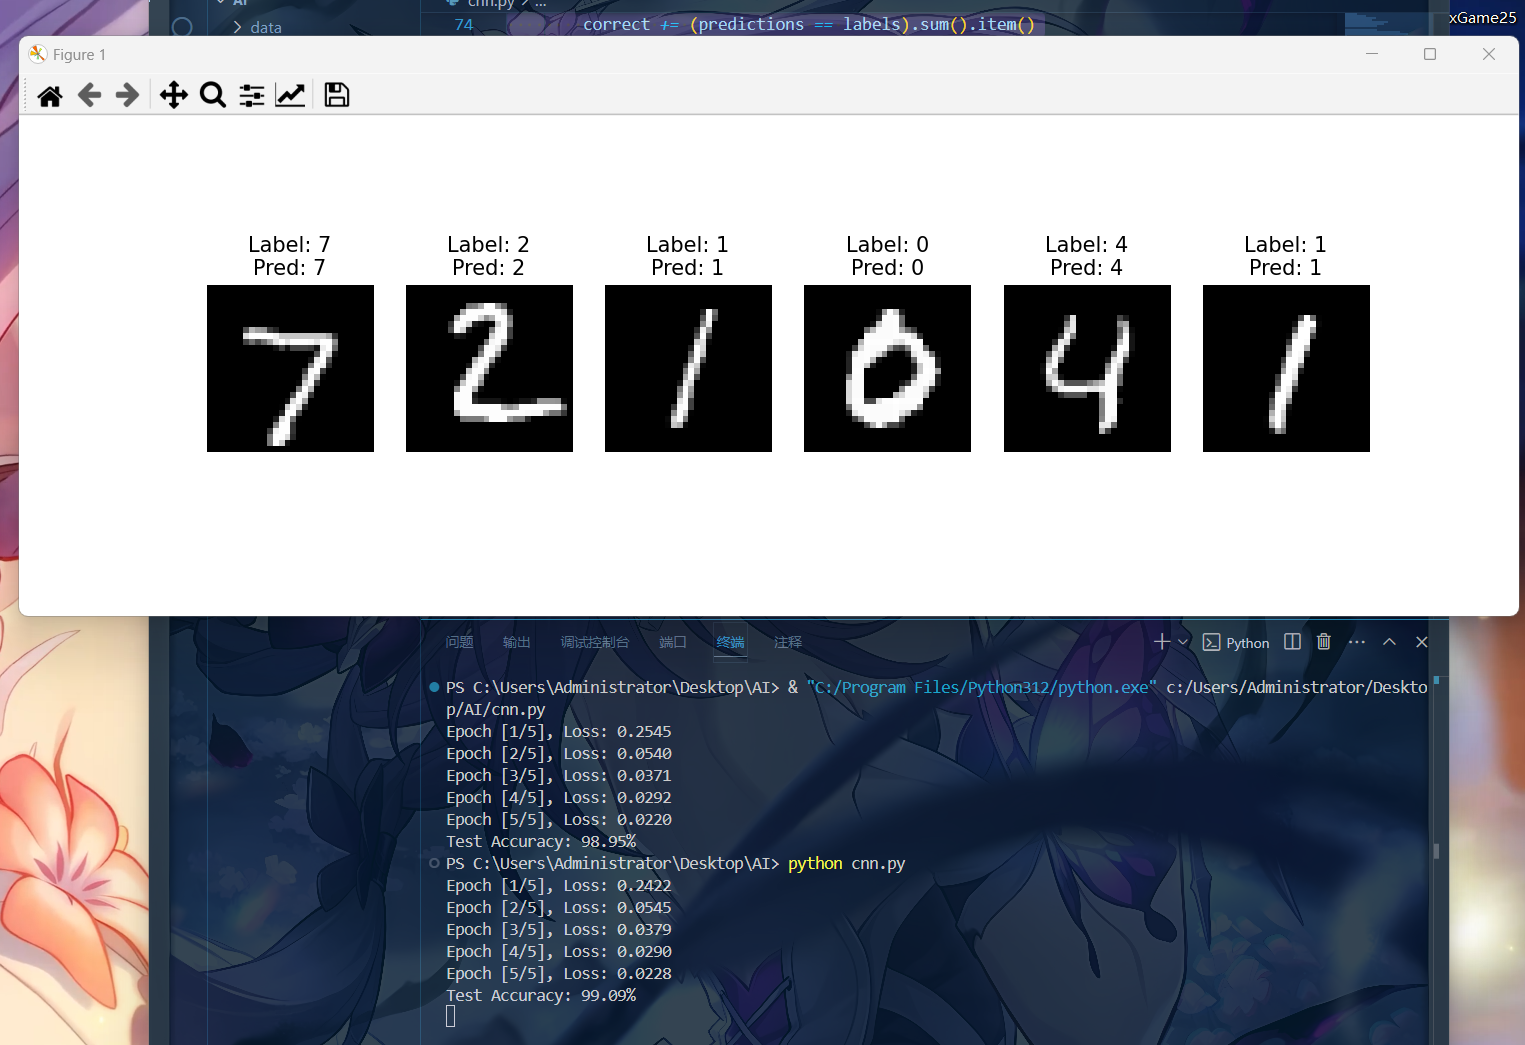 cnn.py > ...
xGame25
AI
data
74 correct += (predictions == labels).sum().item()
Figure 1
Label: 7
Pred: 7
Label: 2
Pred: 2
Label: 1
Pred: 1
Label: 0
Pred: 0
Label: 4
Pred: 4
Label: 1
Pred: 1
7 2 1 0 4 1
问题 输出 调试控制台 端口 终端 注释
Python
PS C:\Users\Administrator\Desktop\AI> & "C:/Program Files/Python312/python.exe" c:/Users/Administrator/Deskto
p/AI/cnn.py
Epoch [1/5], Loss: 0.2545
Epoch [2/5], Loss: 0.0540
Epoch [3/5], Loss: 0.0371
Epoch [4/5], Loss: 0.0292
Epoch [5/5], Loss: 0.0220
Test Accuracy: 98.95%
PS C:\Users\Administrator\Desktop\AI> python cnn.py
Epoch [1/5], Loss: 0.2422
Epoch [2/5], Loss: 0.0545
Epoch [3/5], Loss: 0.0379
Epoch [4/5], Loss: 0.0290
Epoch [5/5], Loss: 0.0228
Test Accuracy: 99.09%